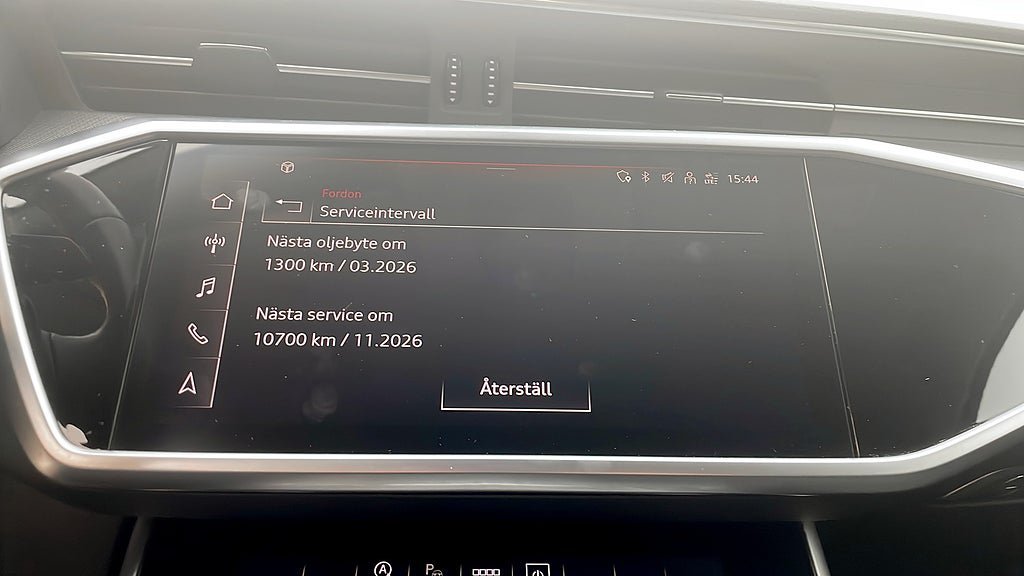 15:44
Fordon
Serviceintervall
Nästa oljebyte om
1300 km / 03.2026
Nästa service om
10700 km / 11.2026
Återställ
A
P